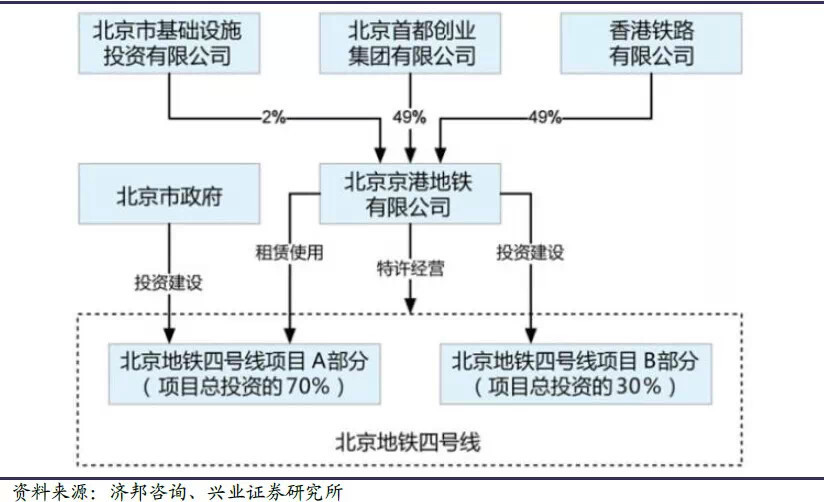 北京市基础设施
投资有限公司
北京首都创业
集团有限公司
香港铁路
有限公司
2%
49%
49%
北京市政府
北京京港地铁
有限公司
投资建设
租赁使用
特许经营
投资建设
北京地铁四号线项目 A部分
（项目总投资的70%）
北京地铁四号线项目 B部分
（项目总投资的30%）
北京地铁四号线
资料来源：济邦咨询、兴业证券研究所